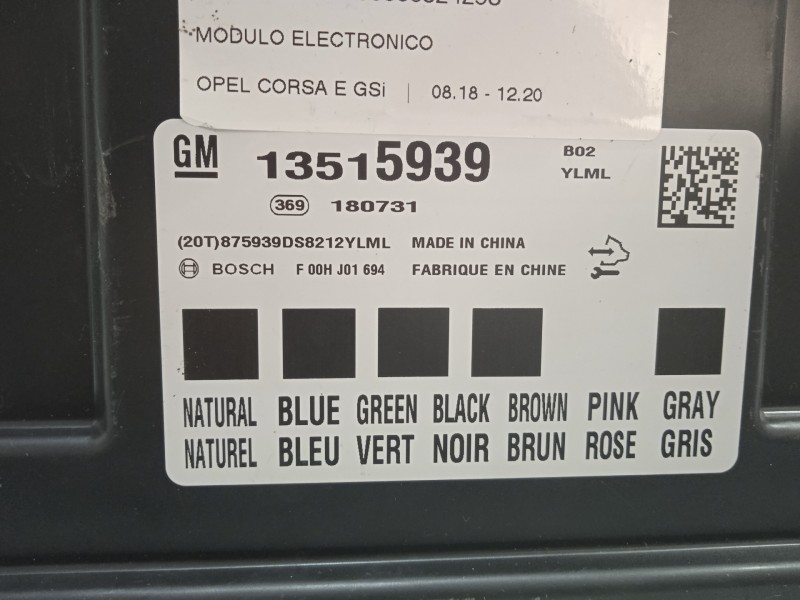 MODULO ELECTRONICO
OPEL CORSA E GSi | 08.18 - 12.20
GM 13515939 B02
YLML
369 180731
(20T)875939DS8212YLML MADE IN CHINA
BOSCH F 00H J01 694 FABRIQUE EN CHINE
NATURAL BLUE GREEN BLACK BROWN PINK GRAY
NATUREL BLEU VERT NOIR BRUN ROSE GRIS